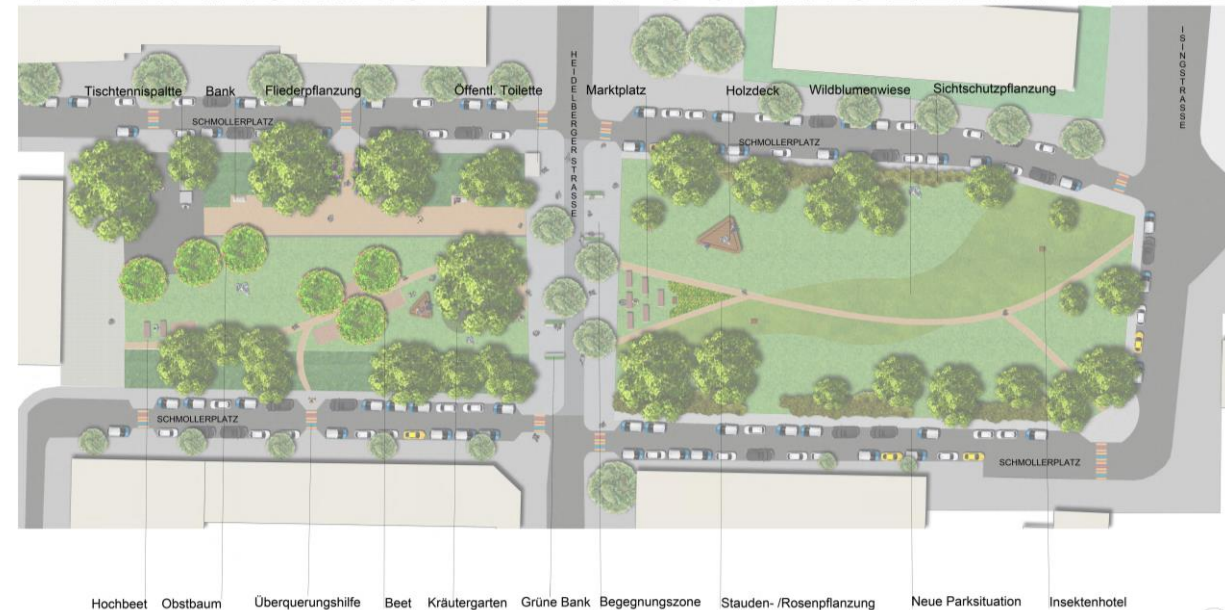 Tischtennispaltte Bank Fliederpflanzung Öffentl. Toilette Marktplatz Holzdeck Wildblumenwiese Sichtschutzpflanzung
HEIDELBERGER STRASSE
ISINGSTRASSE
SCHMOLLERPLATZ
SCHMOLLERPLATZ
SCHMOLLERPLATZ
SCHMOLLERPLATZ
Hochbeet Obstbaum Überquerungshilfe Beet Kräutergarten Grüne Bank Begegnungszone Stauden- /Rosenpflanzung Neue Parksituation Insektenhotel